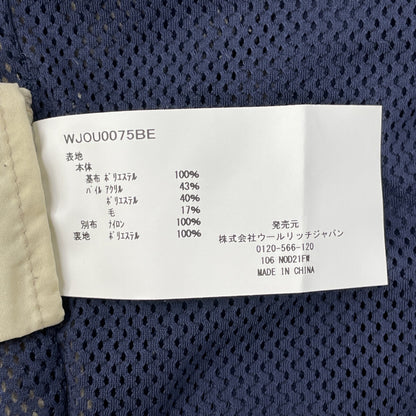 WJOU0075BE
表地
本体
基布 ﾎﾟﾘｴｽﾃﾙ 100%
ﾊﾟｲﾙ ｱｸﾘﾙ 43%
ﾎﾟﾘｴｽﾃﾙ 40%
毛 17%
別布 ﾅｲﾛﾝ 100%
裏地 ﾎﾟﾘｴｽﾃﾙ 100%
発売元
株式会社ウールリッチジャパン
0120-566-120
106 NOD21FW
MADE IN CHINA